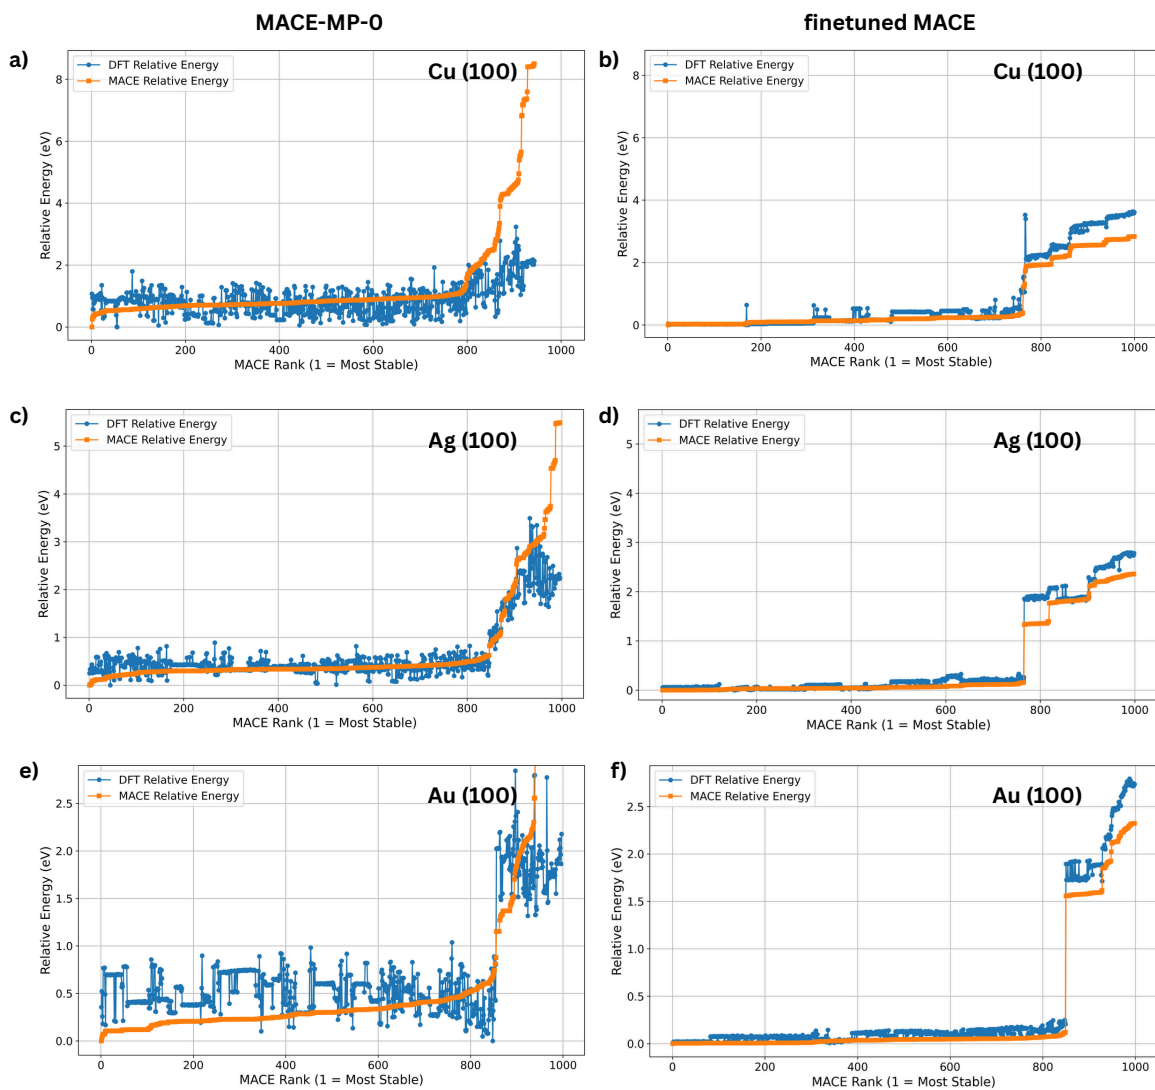 MACE-MP-0
finetuned MACE
a)
DFT Relative Energy
MACE Relative Energy
Cu (100)
Relative Energy (eV)
8
6
4
2
0
0 200 400 600 800 1000
MACE Rank (1 = Most Stable)
b)
DFT Relative Energy
MACE Relative Energy
Cu (100)
Relative Energy (eV)
8
6
4
2
0
0 200 400 600 800 1000
MACE Rank (1 = Most Stable)
c)
DFT Relative Energy
MACE Relative Energy
Ag (100)
Relative Energy (eV)
5
4
3
2
1
0
0 200 400 600 800 1000
MACE Rank (1 = Most Stable)
d)
DFT Relative Energy
MACE Relative Energy
Ag (100)
Relative Energy (eV)
5
4
3
2
1
0
0 200 400 600 800 1000
MACE Rank (1 = Most Stable)
e)
DFT Relative Energy
MACE Relative Energy
Au (100)
Relative Energy (eV)
2.5
2.0
1.5
1.0
0.5
0.0
0 200 400 600 800 1000
MACE Rank (1 = Most Stable)
f)
DFT Relative Energy
MACE Relative Energy
Au (100)
Relative Energy (eV)
2.5
2.0
1.5
1.0
0.5
0.0
0 200 400 600 800 1000
MACE Rank (1 = Most Stable)